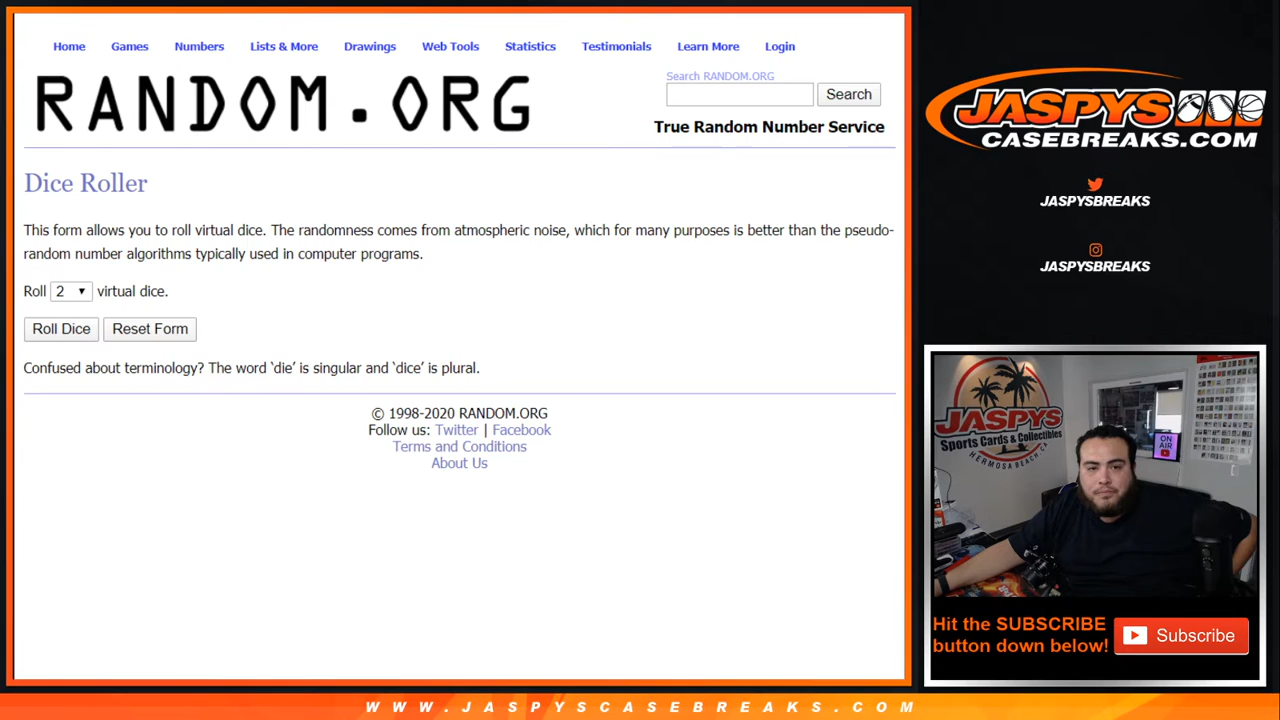 Home Games Numbers Lists & More Drawings Web Tools Statistics Testimonials Learn More Login
RANDOM.ORG
Search RANDOM.ORG
Search
True Random Number Service
Dice Roller
This form allows you to roll virtual dice. The randomness comes from atmospheric noise, which for many purposes is better than the pseudo-
random number algorithms typically used in computer programs.
Roll 2 virtual dice.
Roll Dice Reset Form
Confused about terminology? The word ‘die’ is singular and ‘dice’ is plural.
© 1998-2020 RANDOM.ORG
Follow us: Twitter | Facebook
Terms and Conditions
About Us
JASPYS
CASEBREAKS.COM
JASPYSBREAKS
JASPYSBREAKS
JASPYS
Sports Cards & Collectibles
HERMOSA BEACH, CA
ON
AIR
Hit the SUBSCRIBE
button down below!
Subscribe
WWW.JASPYSCASEBREAKS.COM